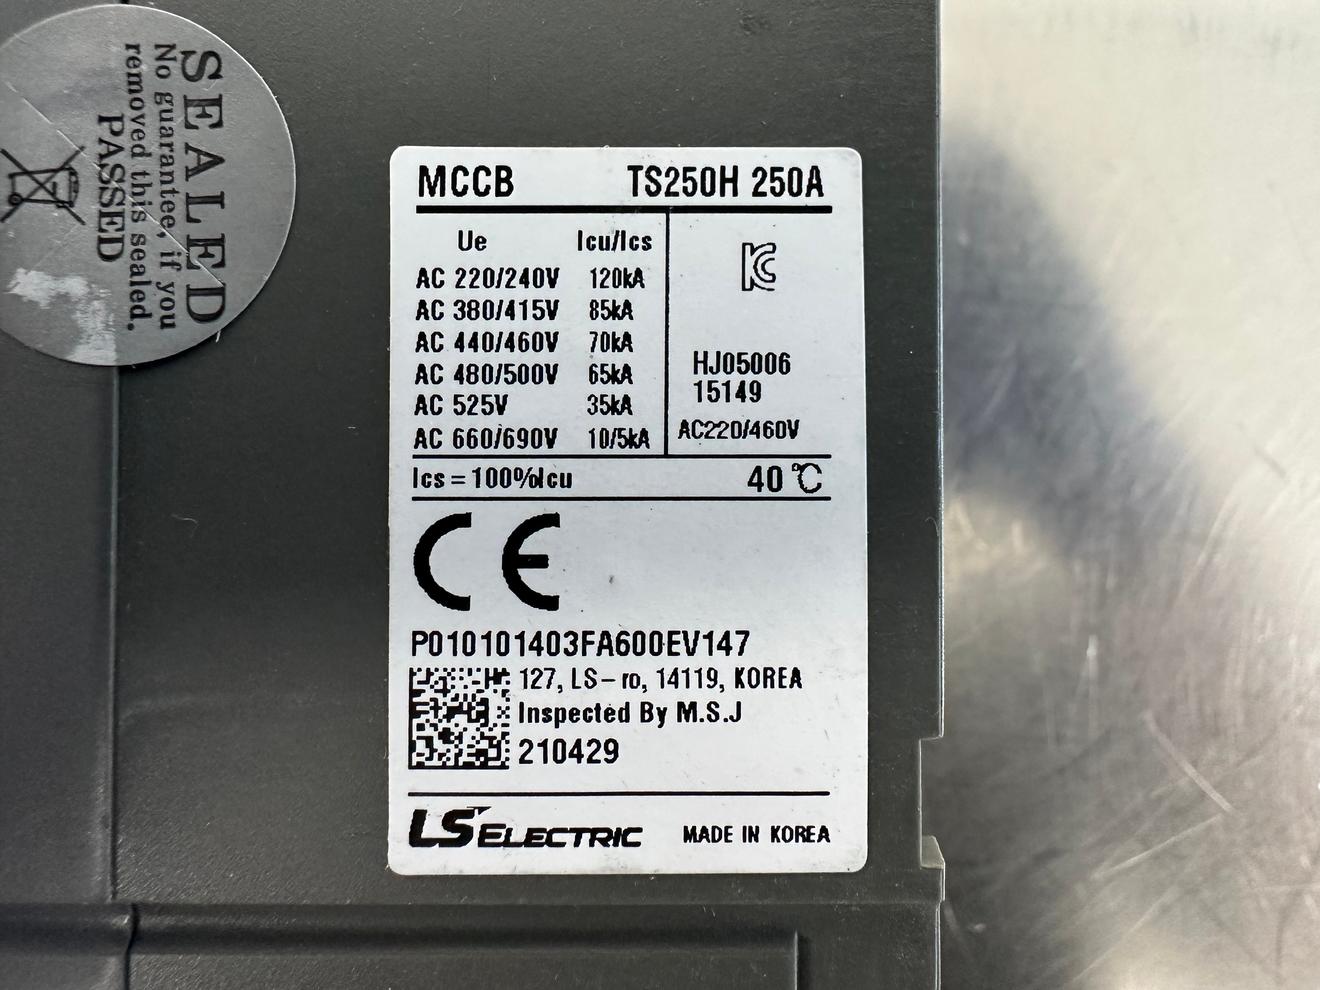 SEALED
No guarantee, if you
removed this sealed.
PASSED
MCCB TS250H 250A
Ue Icu/Ics
AC 220/240V 120kA
AC 380/415V 85kA
AC 440/460V 70kA
AC 480/500V 65kA
AC 525V 35kA
AC 660/690V 10/5kA
KC
HJ05006
15149
AC220/460V
Ics = 100%Icu 40 °C
CE
P010101403FA600EV147
127, LS-ro, 14119, KOREA
Inspected By M.S.J
210429
LS ELECTRIC MADE IN KOREA